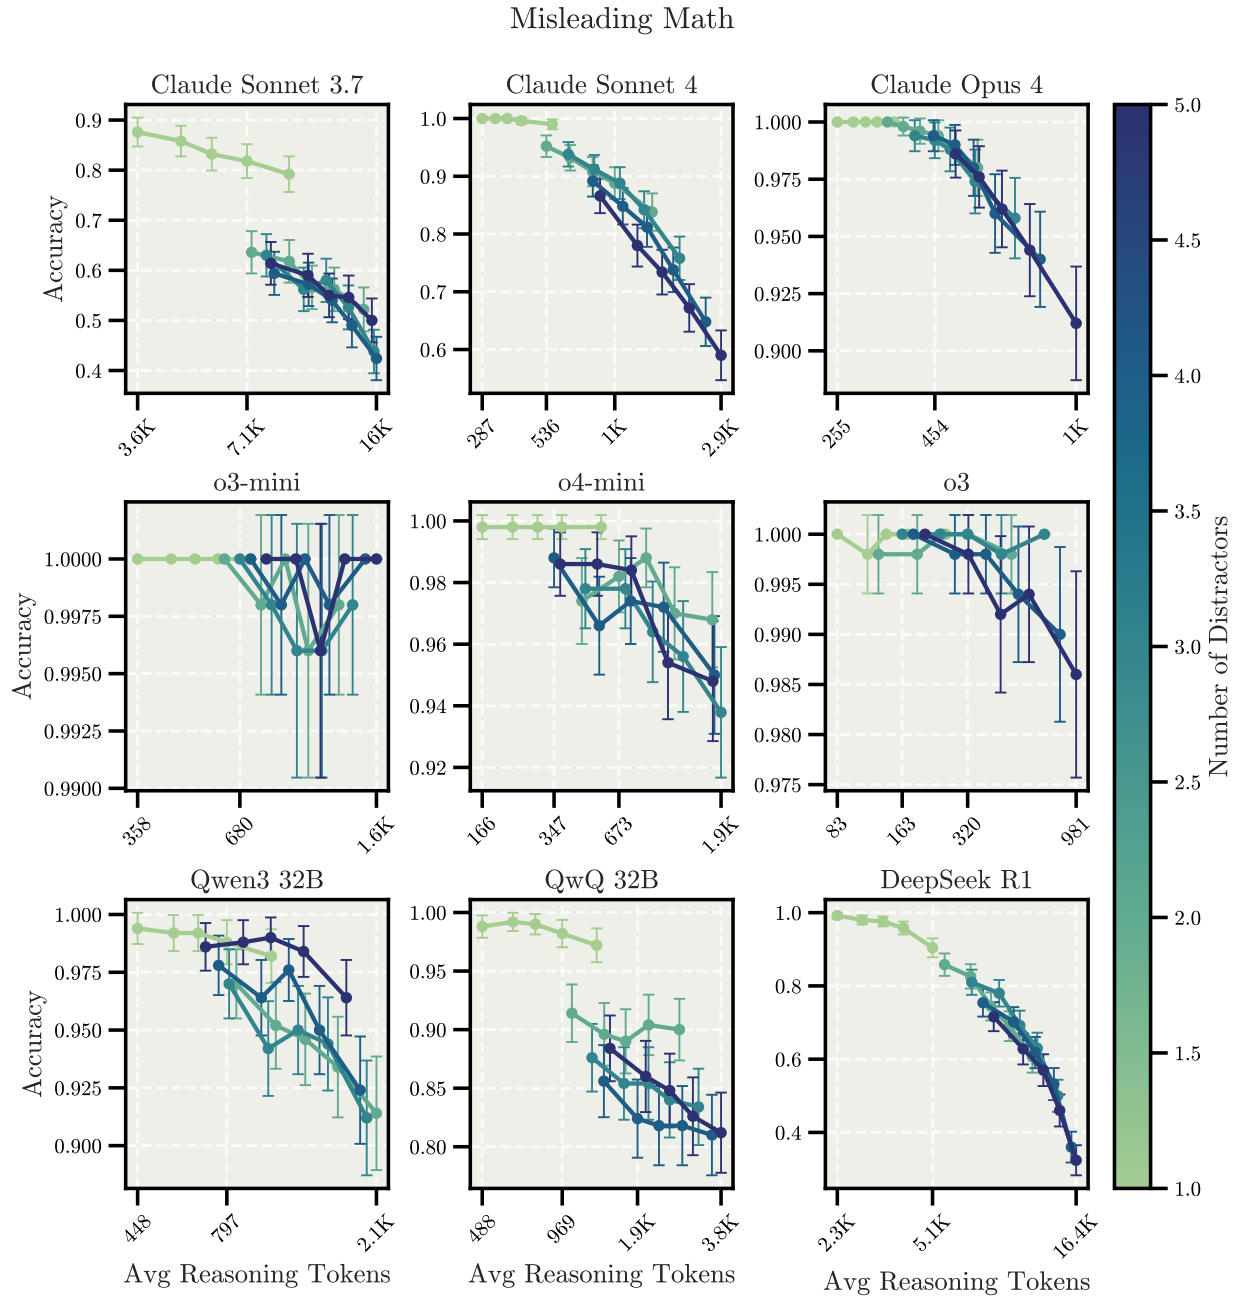 Misleading Math
Claude Sonnet 3.7
Claude Sonnet 4
Claude Opus 4
Accuracy
0.9
0.8
0.7
0.6
0.5
0.4
3.6K
7.1K
16K
1.0
0.9
0.8
0.7
0.6
287
536
1K
2.9K
1.000
0.975
0.950
0.925
0.900
255
454
1K
o3-mini
o4-mini
o3
Accuracy
1.0000
0.9975
0.9950
0.9925
0.9900
358
680
1.6K
1.00
0.98
0.96
0.94
0.92
166
347
673
1.9K
1.000
0.995
0.990
0.985
0.980
0.975
83
163
320
981
Qwen3 32B
QwQ 32B
DeepSeek R1
Accuracy
1.000
0.975
0.950
0.925
0.900
448
797
2.1K
Avg Reasoning Tokens
1.00
0.95
0.90
0.85
0.80
488
969
1.9K
3.8K
Avg Reasoning Tokens
1.0
0.8
0.6
0.4
2.3K
5.1K
16.4K
Avg Reasoning Tokens
5.0
4.5
4.0
3.5
3.0
2.5
2.0
1.5
1.0
Number of Distractors